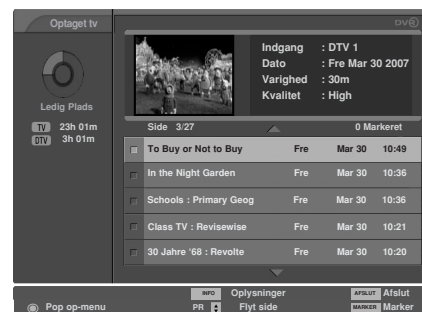 Optaget tv
DVR
Indgang : DTV 1
Dato : Fre Mar 30 2007
Varighed : 30m
Kvalitet : High
Ledig Plads
TV 23h 01m
DTV 3h 01m
Side 3/27 0 Markeret
To Buy or Not to Buy Fre Mar 30 10:49
In the Night Garden Fre Mar 30 10:36
Schools : Primary Geog Fre Mar 30 10:36
Class TV : Revisewise Fre Mar 30 10:21
30 Jahre ‘68 : Revolte Fre Mar 30 10:20
INFO Oplysninger AFSLUT Afslut
Pop op-menu PR Flyt side MARKER Marker